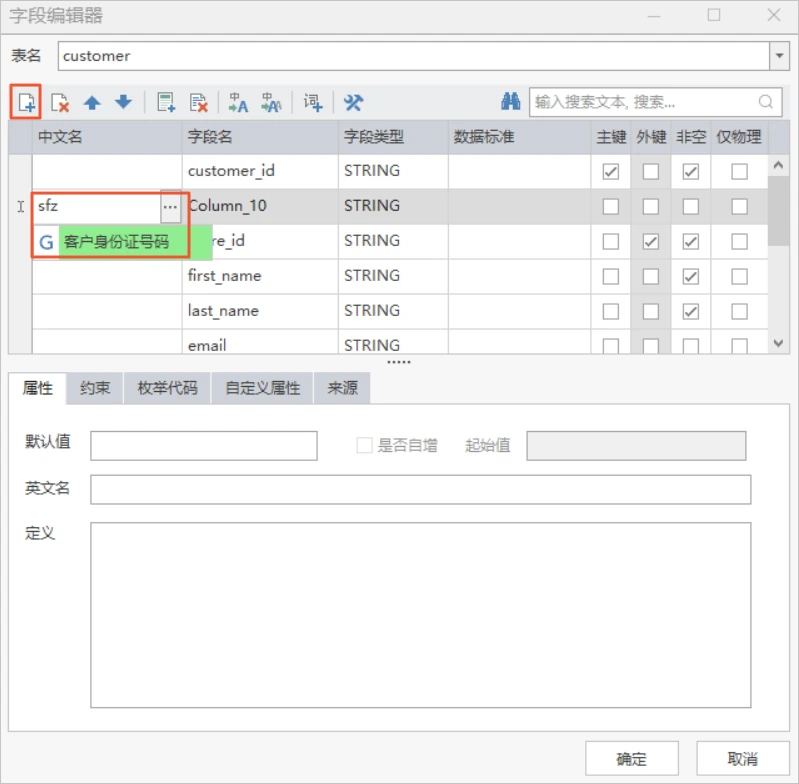 字段编辑器
表名 customer
输入搜索文本, 搜索...
中文名 字段名 字段类型 数据标准 主键 外键 非空 仅物理
customer_id STRING
sfz ... Column_10 STRING
G 客户身份证号码 re_id STRING
first_name STRING
last_name STRING
email STRING
属性 约束 枚举代码 自定义属性 来源
默认值 是否自增 起始值
英文名
定义
确定 取消